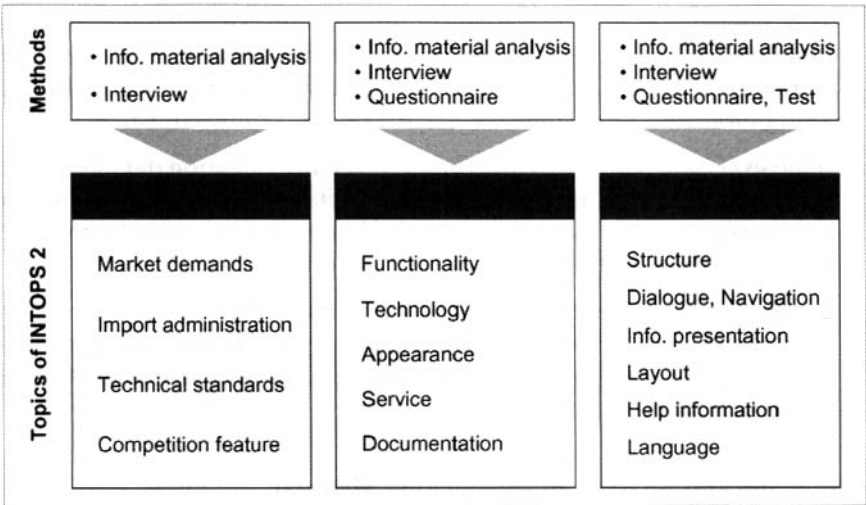 Methods
• Info. material analysis
• Interview
• Info. material analysis
• Interview
• Questionnaire
• Info. material analysis
• Interview
• Questionnaire, Test
Topics of INTOPS 2
Market demands
Import administration
Technical standards
Competition feature
Functionality
Technology
Appearance
Service
Documentation
Structure
Dialogue, Navigation
Info. presentation
Layout
Help information
Language